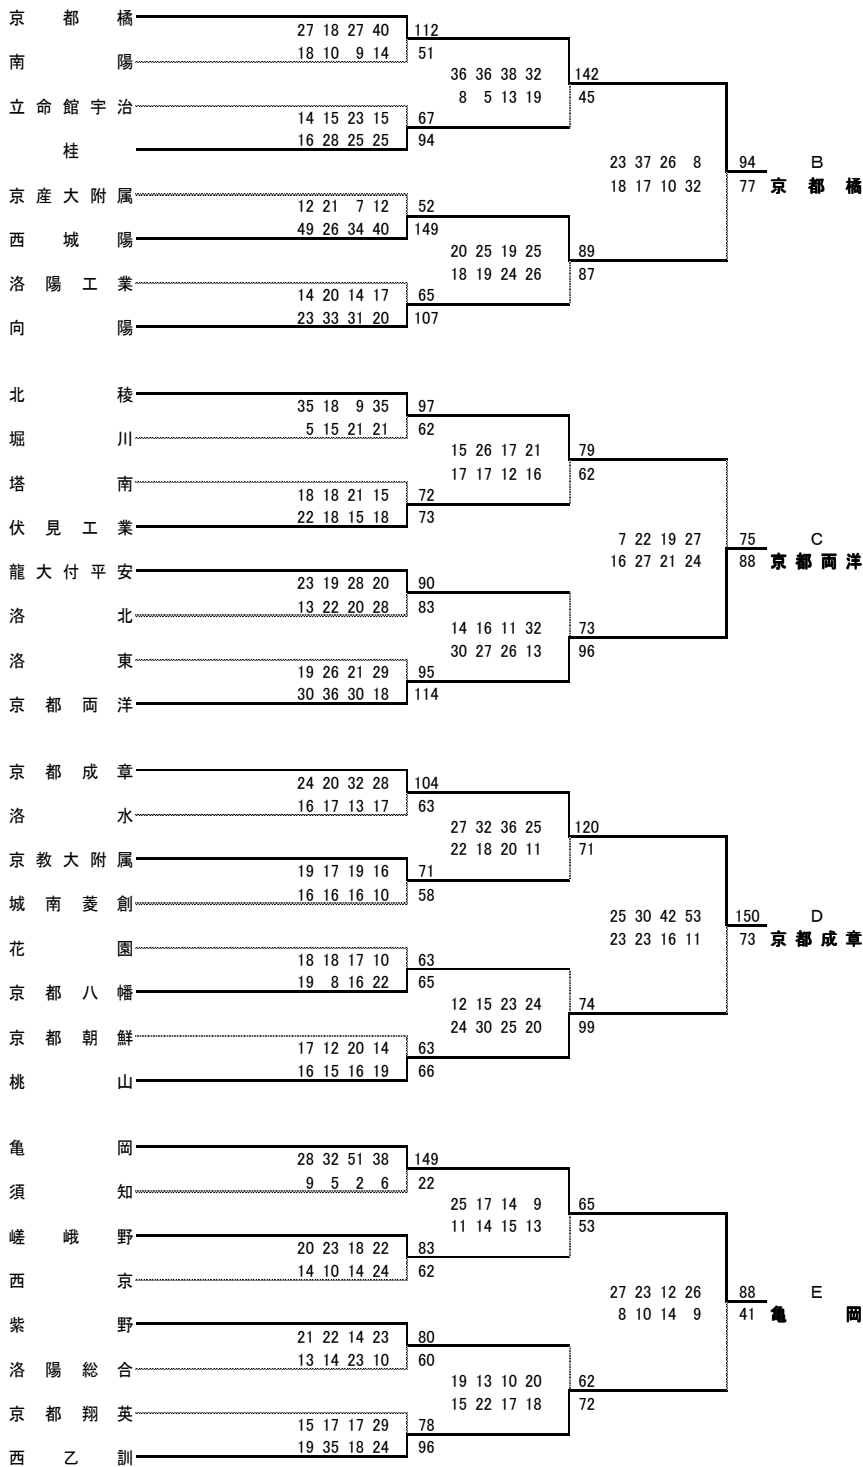 京都橘
27 18 27 40 112
18 10 9 14 51
南陽
36 36 38 32 142
8 5 13 19 45
立命館宇治
14 15 23 15 67
16 28 25 25 94
桂
23 37 26 8 94 B
18 17 10 32 77 京都橘
京産大附属
12 21 7 12 52
49 26 34 40 149
西城陽
20 25 19 25 89
18 19 24 26 87
洛陽工業
14 20 14 17 65
23 33 31 20 107
向陽
北稜
35 18 9 35 97
5 15 21 21 62
堀川
15 26 17 21 79
17 17 12 16 62
塔南
18 18 21 15 72
22 18 15 18 73
伏見工業
7 22 19 27 75 C
16 27 21 24 88 京都両洋
龍大付平安
23 19 28 20 90
13 22 20 28 83
洛北
14 16 11 32 73
30 27 26 13 96
洛東
19 26 21 29 95
30 36 30 18 114
京都両洋
京都成章
24 20 32 28 104
16 17 13 17 63
洛水
27 32 36 25 120
22 18 20 11 71
京教大附属
19 17 19 16 71
16 16 16 10 58
城南菱創
25 30 42 53 150 D
23 23 16 11 73 京都成章
花園
18 18 17 10 63
19 8 16 22 65
京都八幡
12 15 23 24 74
24 30 25 20 99
京都朝鮮
17 12 20 14 63
16 15 16 19 66
桃山
亀岡
28 32 51 38 149
9 5 2 6 22
須知
25 17 14 9 65
11 14 15 13 53
嵯峨野
20 23 18 22 83
14 10 14 24 62
西京
27 23 12 26 88 E
8 10 14 9 41 亀岡
紫野
21 22 14 23 80
13 14 23 10 60
洛陽総合
19 13 10 20 62
15 22 17 18 72
京都翔英
15 17 17 29 78
19 35 18 24 96
西乙訓